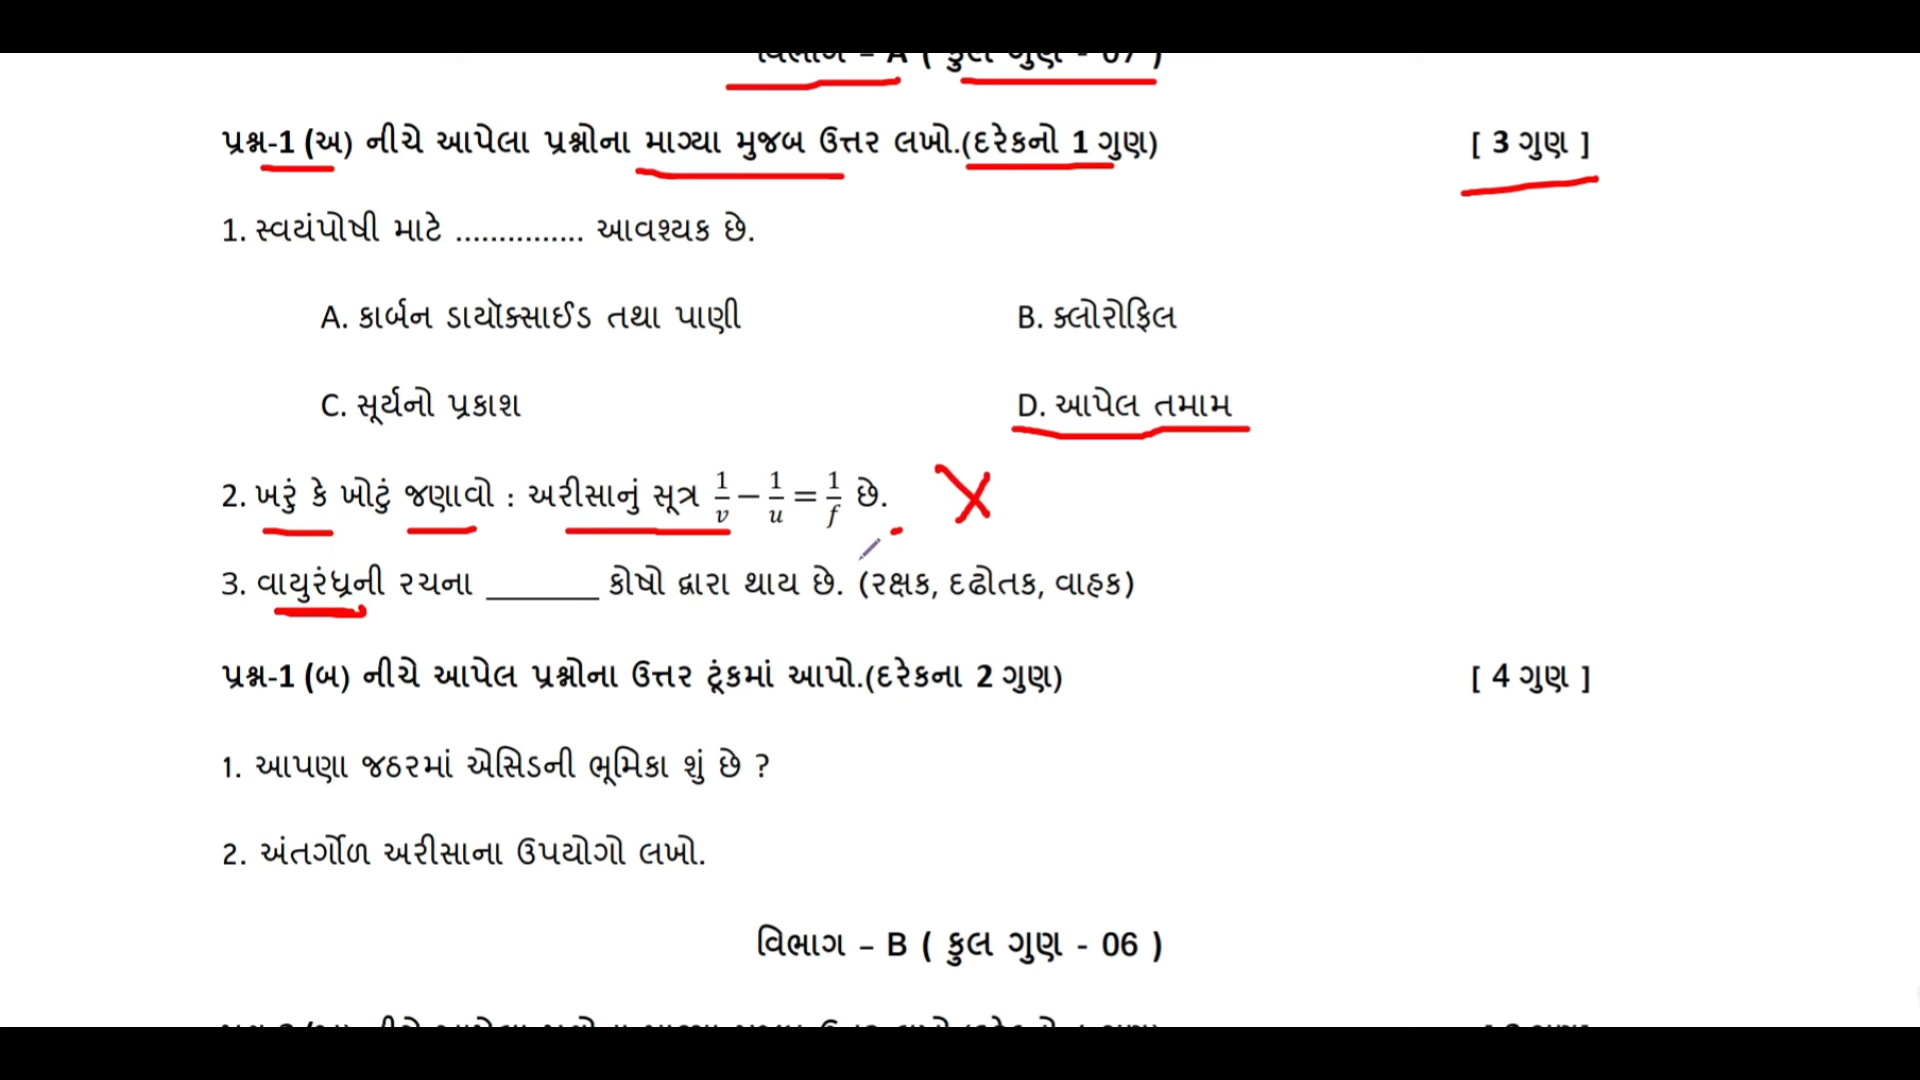 વિભાગ – A ( કુલ ગુણ - 07 )
પ્રશ્ન-1 (અ) નીચે આપેલા પ્રશ્નોના માગ્યા મુજબ ઉત્તર લખો.(દરેકનો 1 ગુણ) [ 3 ગુણ ]
1. સ્વયંપોષી માટે ............... આવશ્યક છે.
A. કાર્બન ડાયૉક્સાઈડ તથા પાણી B. ક્લોરોફિલ
C. સૂર્યનો પ્રકાશ D. આપેલ તમામ
2. ખરું કે ખોટું જણાવો : અરીસાનું સૂત્ર 1/v − 1/u = 1/f છે.
3. વાયુરંધ્રની રચના _______ કોષો દ્વારા થાય છે. (રક્ષક, દઢોતક, વાહક)
પ્રશ્ન-1 (બ) નીચે આપેલ પ્રશ્નોના ઉત્તર ટૂંકમાં આપો.(દરેકના 2 ગુણ) [ 4 ગુણ ]
1. આપણા જઠરમાં એસિડની ભૂમિકા શું છે ?
2. અંતર્ગોળ અરીસાના ઉપયોગો લખો.
વિભાગ – B ( કુલ ગુણ - 06 )